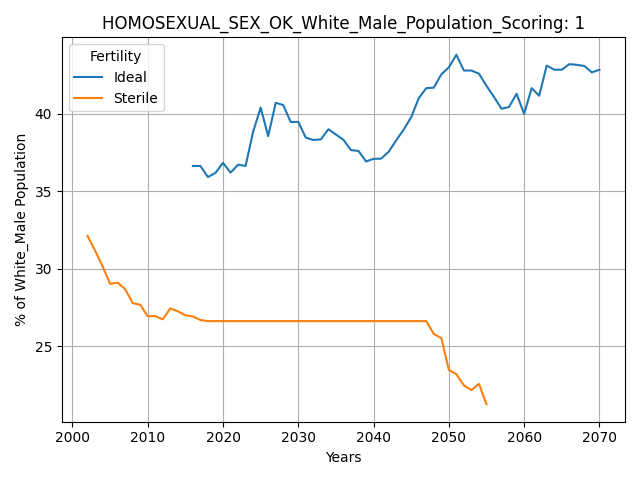 HOMOSEXUAL_SEX_OK_White_Male_Population_Scoring: 1
Fertility
Ideal
Sterile
% of White_Male Population
40
35
30
25
2000 2010 2020 2030 2040 2050 2060 2070
Years